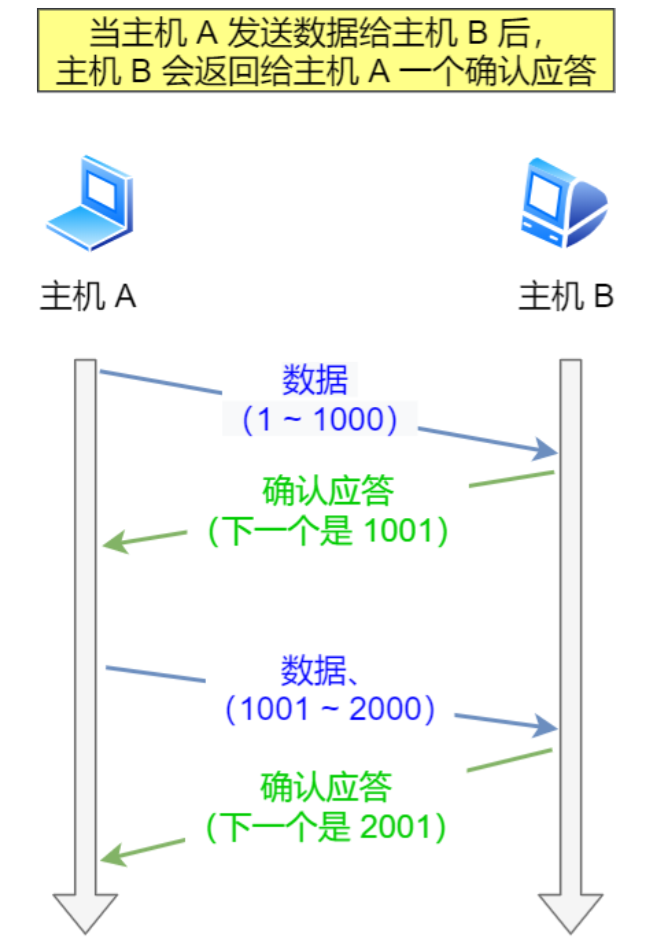 当主机 A 发送数据给主机 B 后，
主机 B 会返回给主机 A 一个确认应答
主机 A
主机 B
数据
（1 ~ 1000）
确认应答
（下一个是 1001）
数据、
（1001 ~ 2000）
确认应答
（下一个是 2001）